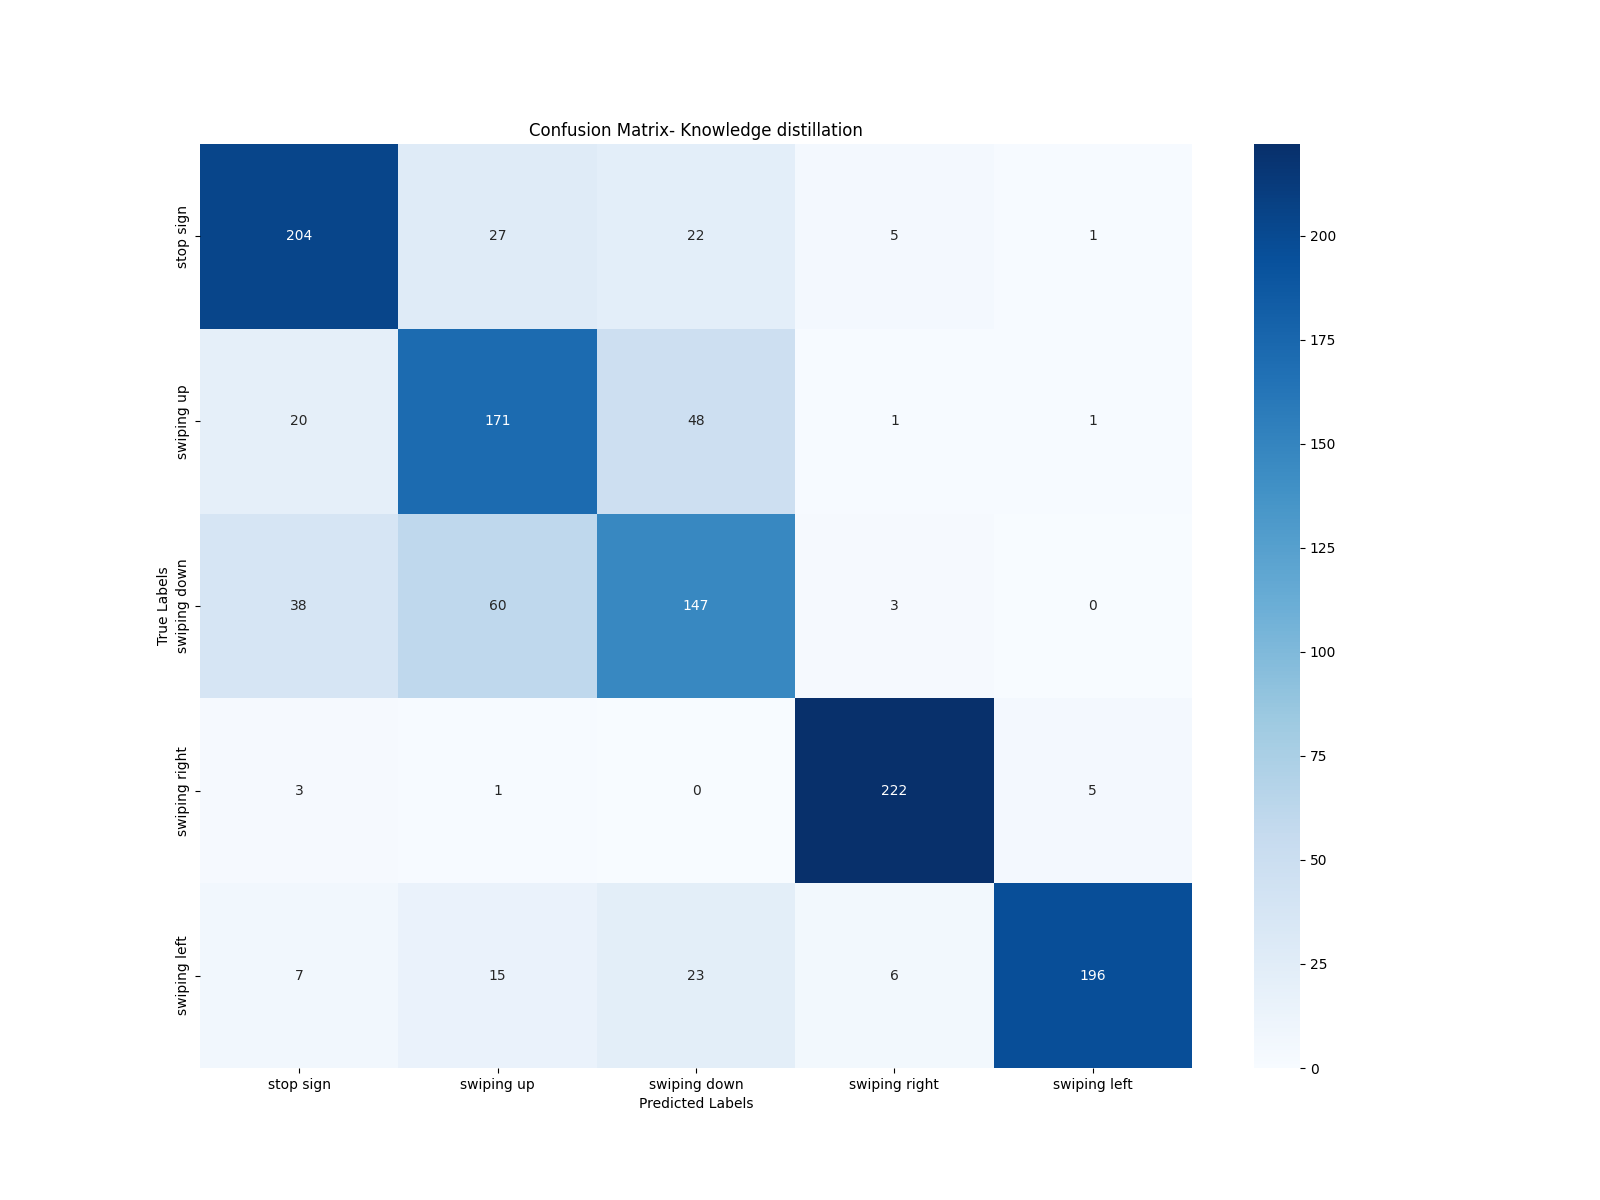 Confusion Matrix- Knowledge distillation
True Labels
stop sign 204 27 22 5 1
swiping up 20 171 48 1 1
swiping down 38 60 147 3 0
swiping right 3 1 0 222 5
swiping left 7 15 23 6 196
stop sign swiping up swiping down swiping right swiping left
Predicted Labels
200
175
150
125
100
75
50
25
0